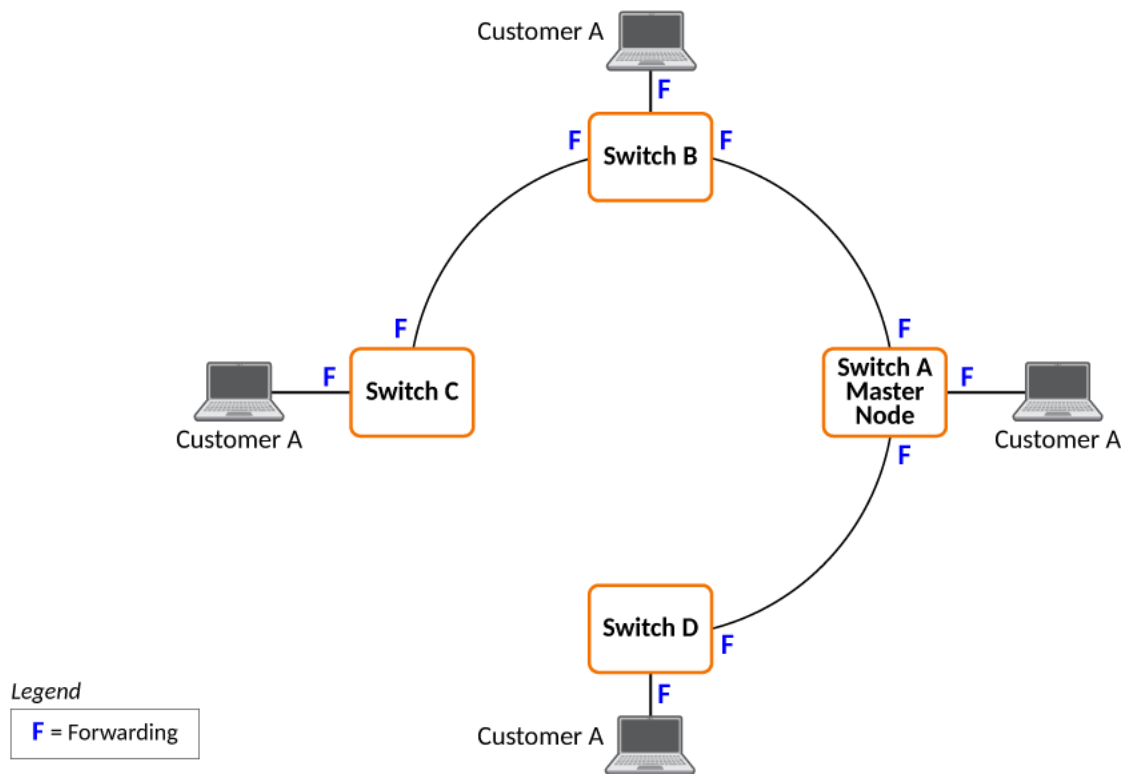 Customer A
F
F
Switch B
F
F
F
F
Switch C
Customer A
Switch A
Master
Node
F
Customer A
F
Switch D
F
F
Customer A
Legend
F = Forwarding